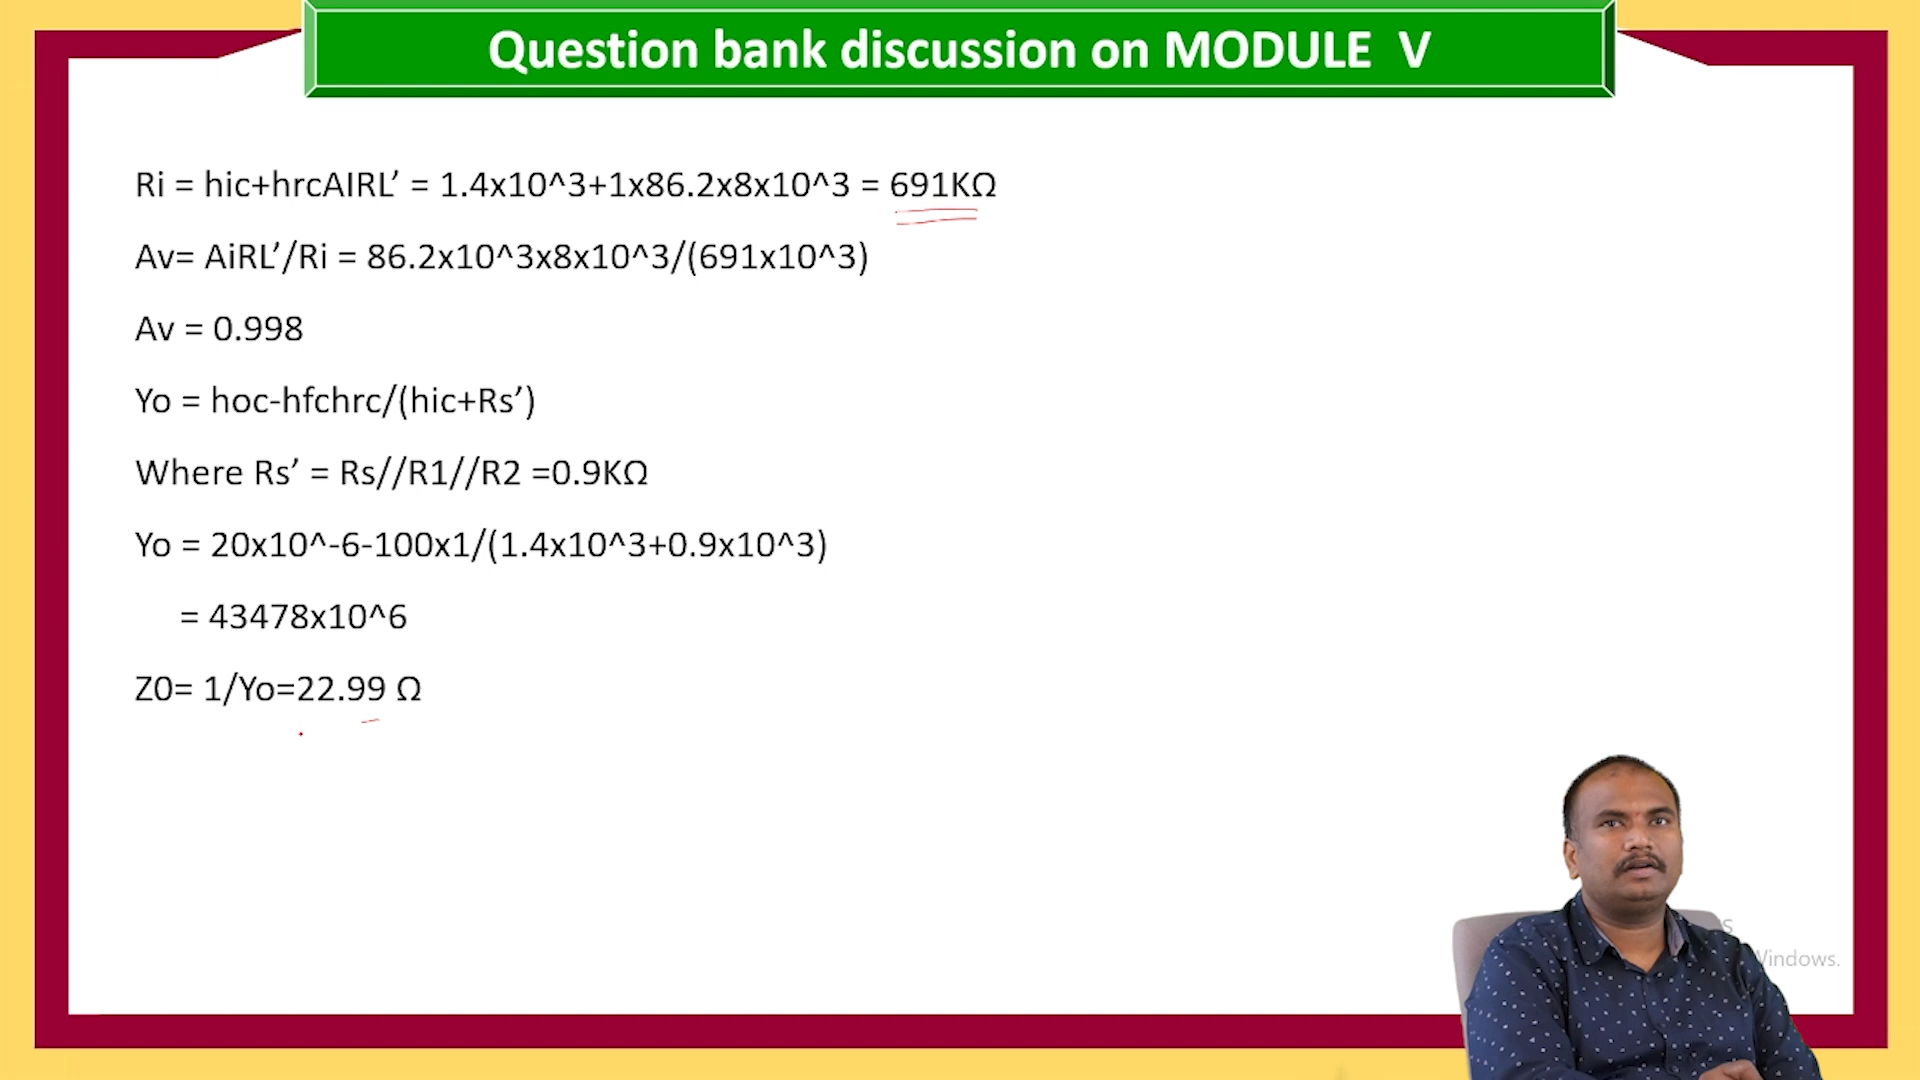 Question bank discussion on MODULE V
Ri = hic+hrcAIRL’ = 1.4x10^3+1x86.2x8x10^3 = 691KΩ
Av= AiRL’/Ri = 86.2x10^3x8x10^3/(691x10^3)
Av = 0.998
Yo = hoc-hfchrc/(hic+Rs’)
Where Rs’ = Rs//R1//R2 =0.9KΩ
Yo = 20x10^-6-100x1/(1.4x10^3+0.9x10^3)
= 43478x10^6
Z0= 1/Yo=22.99 Ω
Windows.